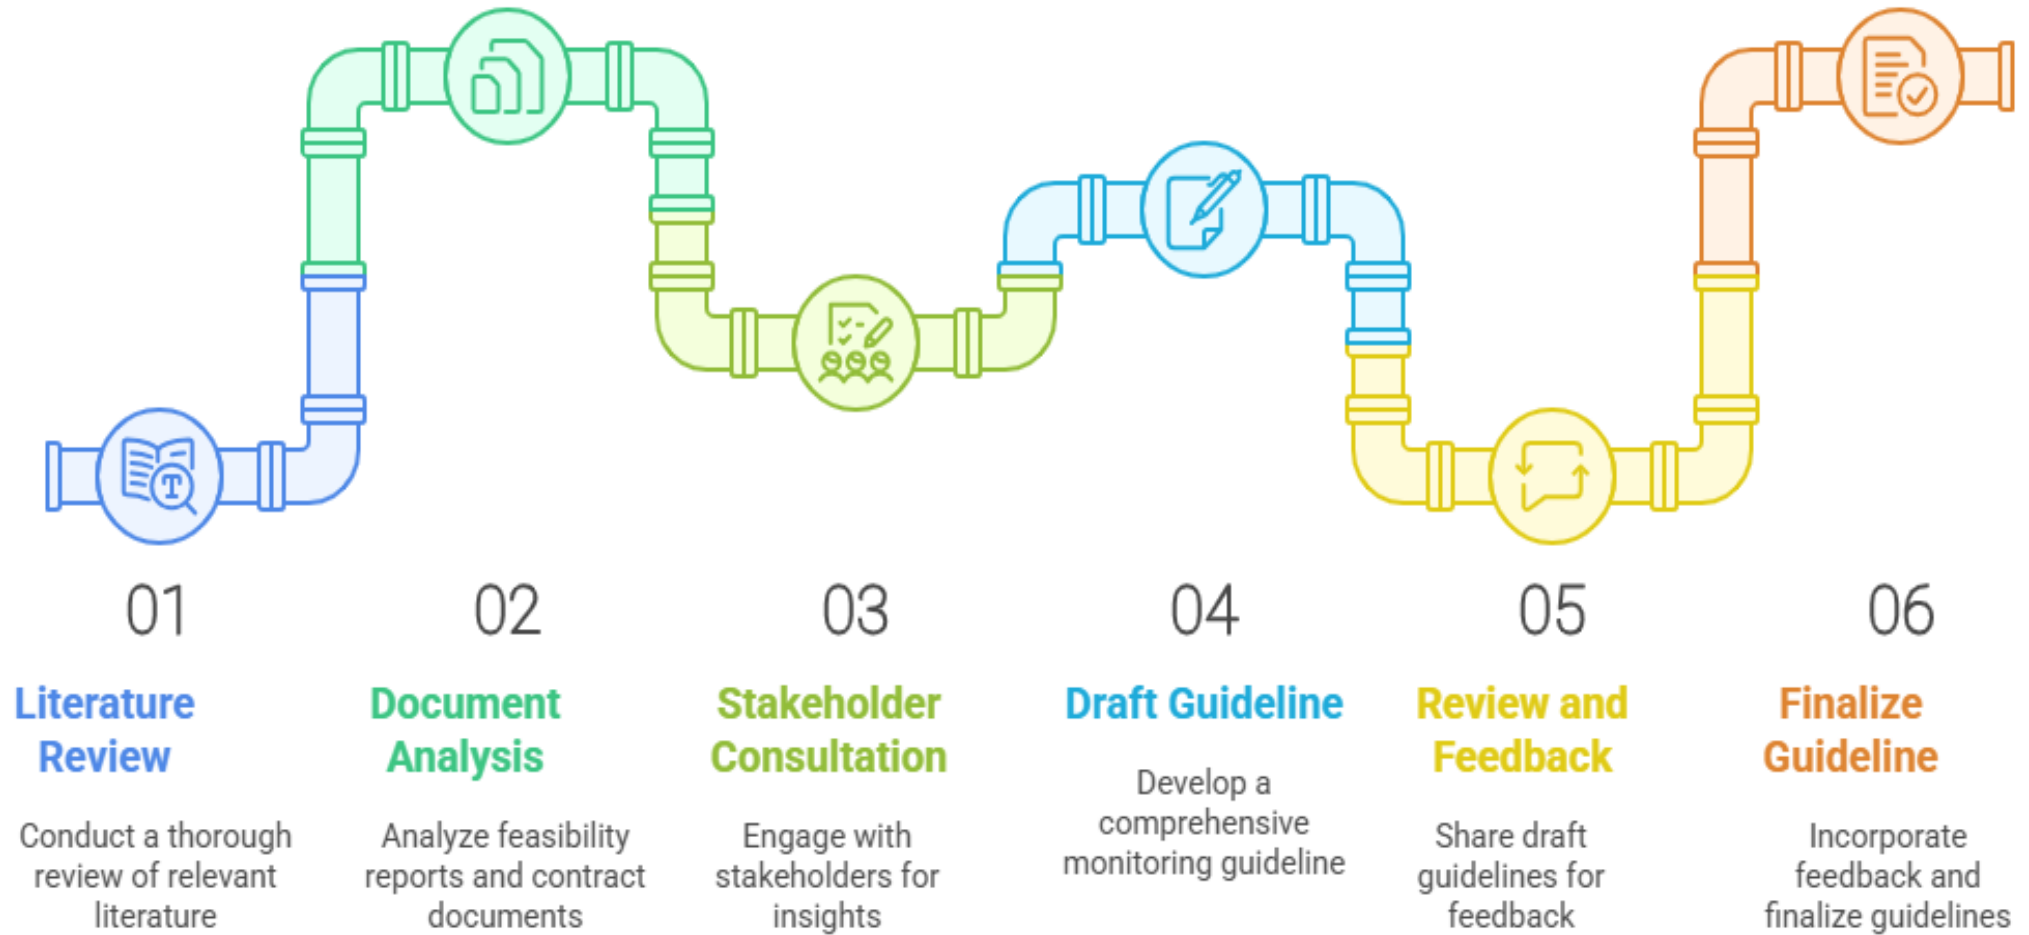 T
01
Literature
Review
Conduct a thorough
review of relevant
literature
02
Document
Analysis
Analyze feasibility
reports and contract
documents
03
Stakeholder
Consultation
Engage with
stakeholders for
insights
04
Draft Guideline
Develop a
comprehensive
monitoring guideline
05
Review and
Feedback
Share draft
guidelines for
feedback
06
Finalize
Guideline
Incorporate
feedback and
finalize guidelines